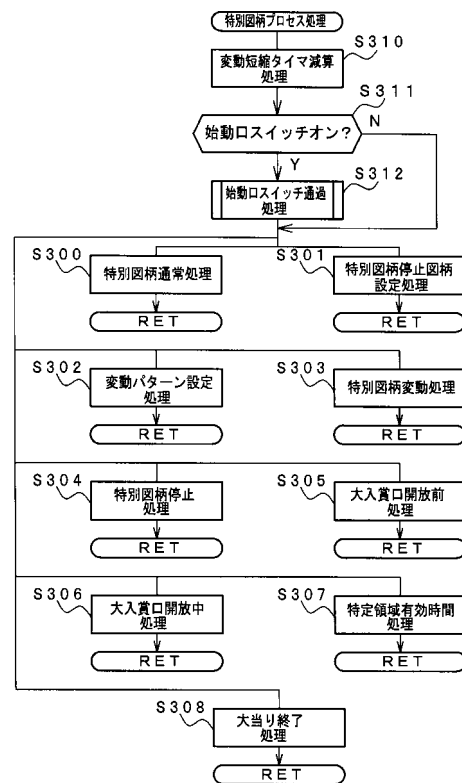 特別図柄プロセス処理
S310
変動短縮タイマ減算
処理
S311
始動口スイッチオン?
N
Y
S312
始動口スイッチ通過
処理
S300
特別図柄通常処理
RET
S301
特別図柄停止図柄
設定処理
RET
S302
変動パターン設定
処理
RET
S303
特別図柄変動処理
RET
S304
特別図柄停止
処理
RET
S305
大入賞口開放前
処理
RET
S306
大入賞口開放中
処理
RET
S307
特定領域有効時間
処理
RET
S308
大当り終了
処理
RET